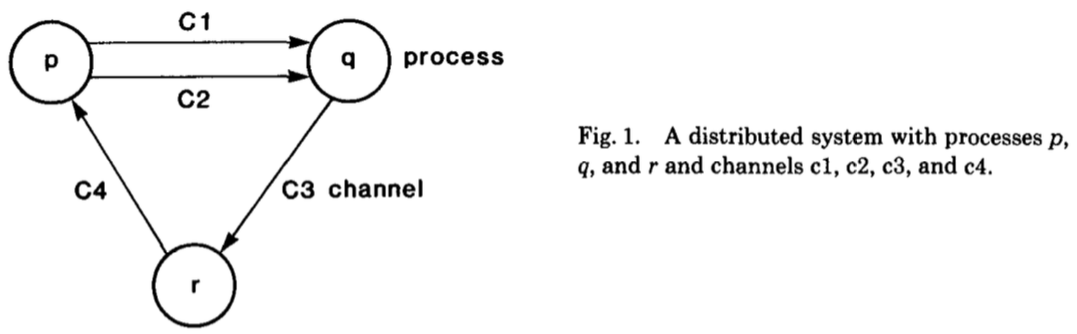 C1
p
q
process
C2
Fig. 1. A distributed system with processes p,
q, and r and channels c1, c2, c3, and c4.
C4
C3 channel
r